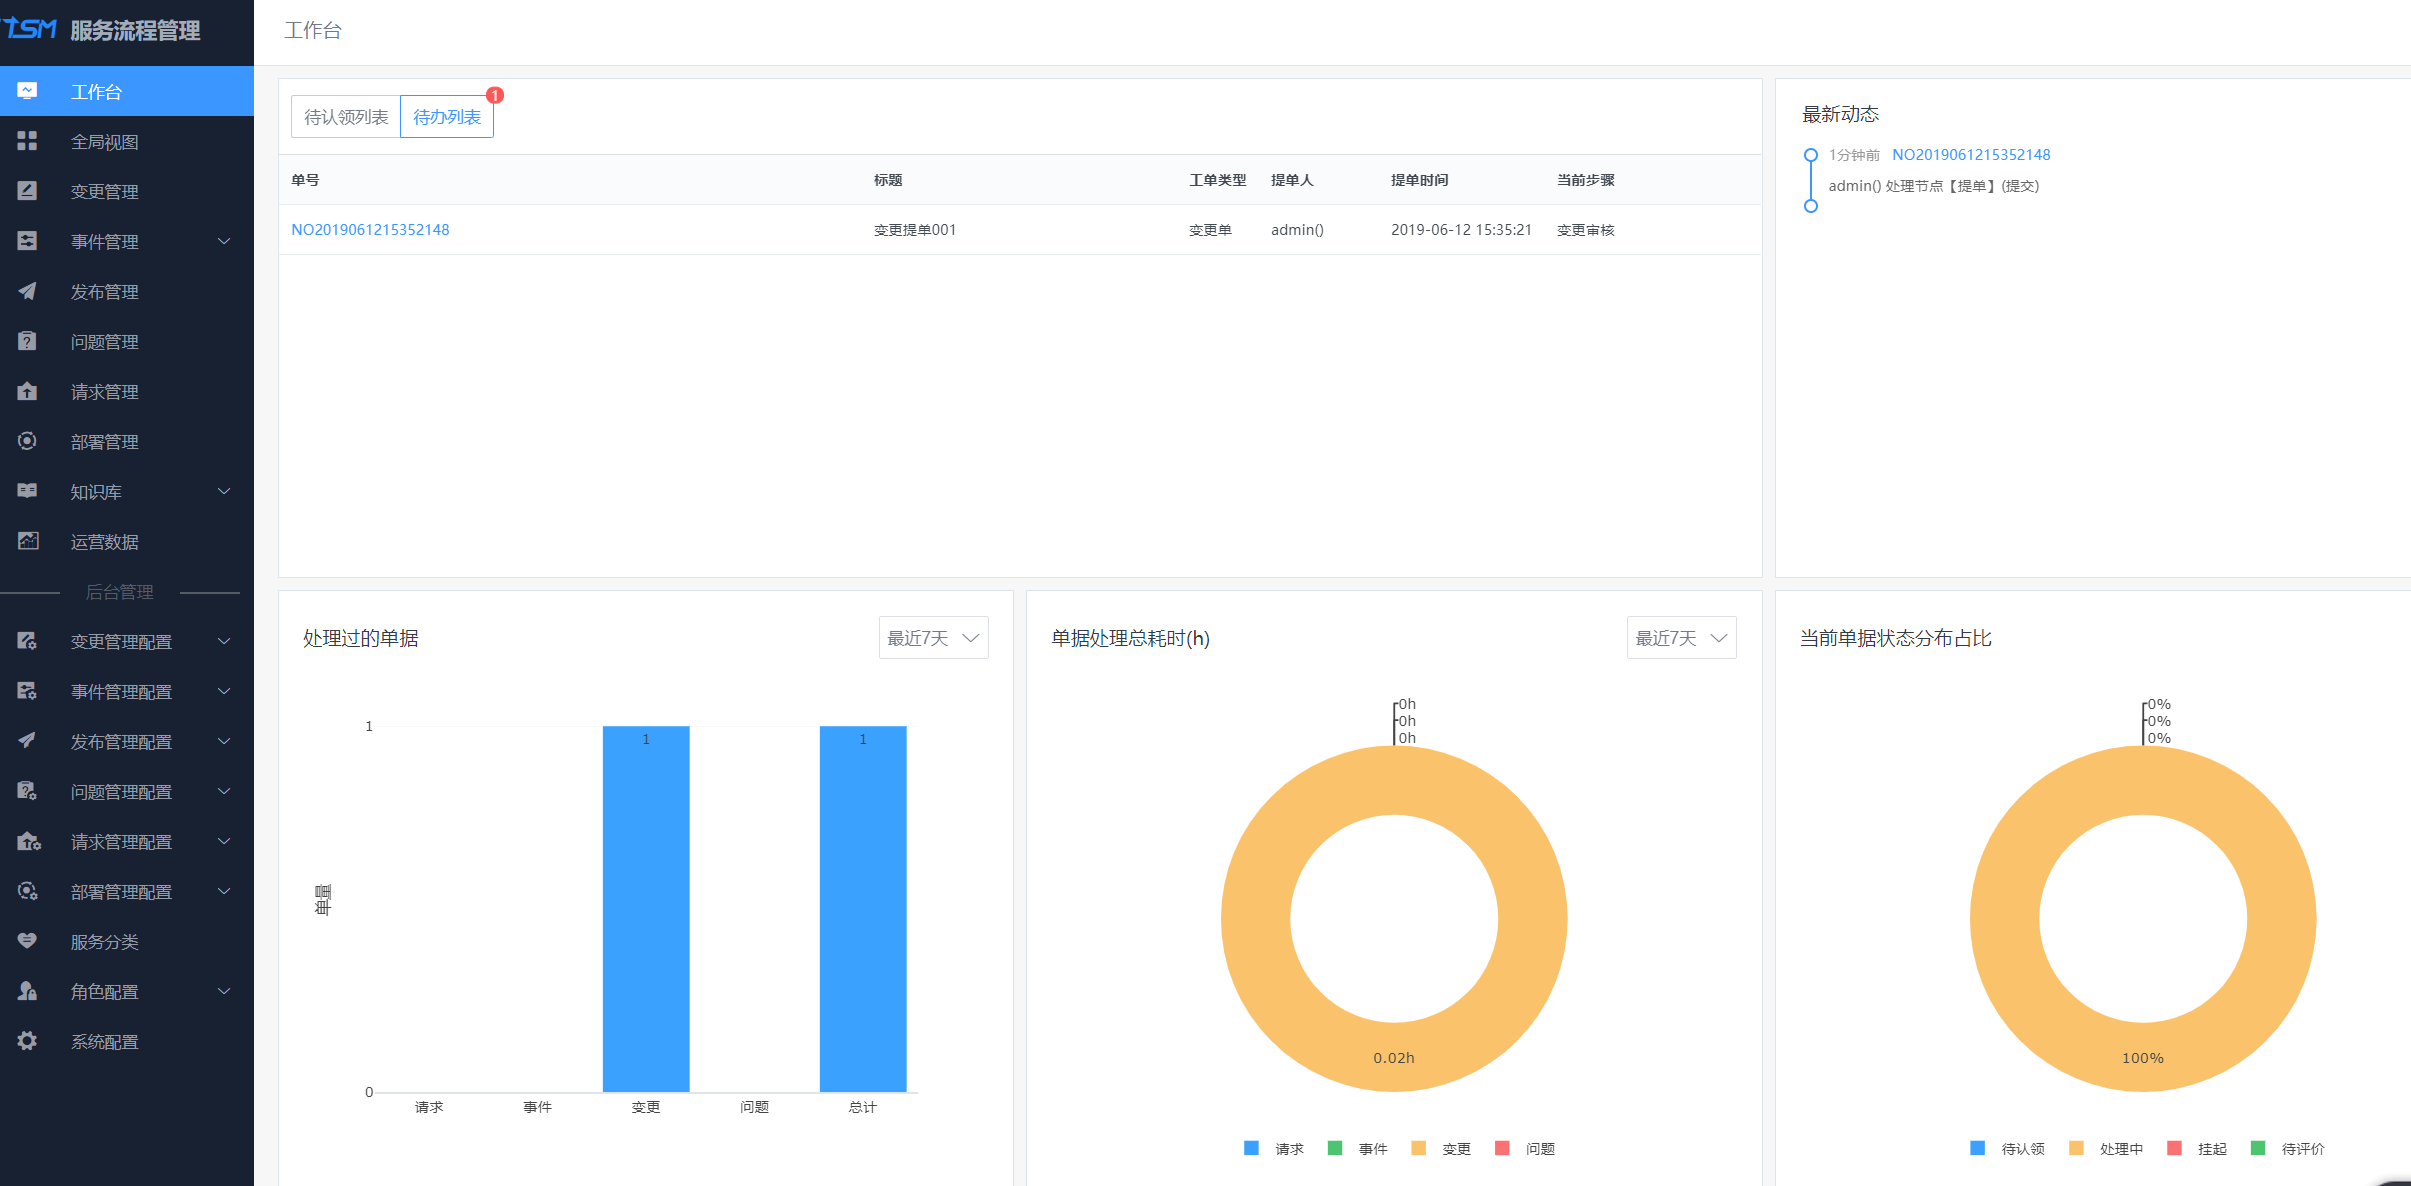 ITSM 服务流程管理
工作台
全局视图
变更管理
事件管理
发布管理
问题管理
请求管理
部署管理
知识库
运营数据
后台管理
变更管理配置
事件管理配置
发布管理配置
问题管理配置
请求管理配置
部署管理配置
服务分类
角色配置
系统配置
工作台
待认领列表 待办列表 1
单号 标题 工单类型 提单人 提单时间 当前步骤
NO2019061215352148 变更提单001 变更单 admin() 2019-06-12 15:35:21 变更审核
最新动态
1分钟前 NO2019061215352148
admin() 处理节点【提单】(提交)
处理过的单据 最近7天
单量
1
0
1 1
请求 事件 变更 问题 总计
单据处理总耗时(h) 最近7天
0h
0h
0h
0.02h
请求 事件 变更 问题
当前单据状态分布占比
0%
0%
0%
100%
待认领 处理中 挂起 待评价